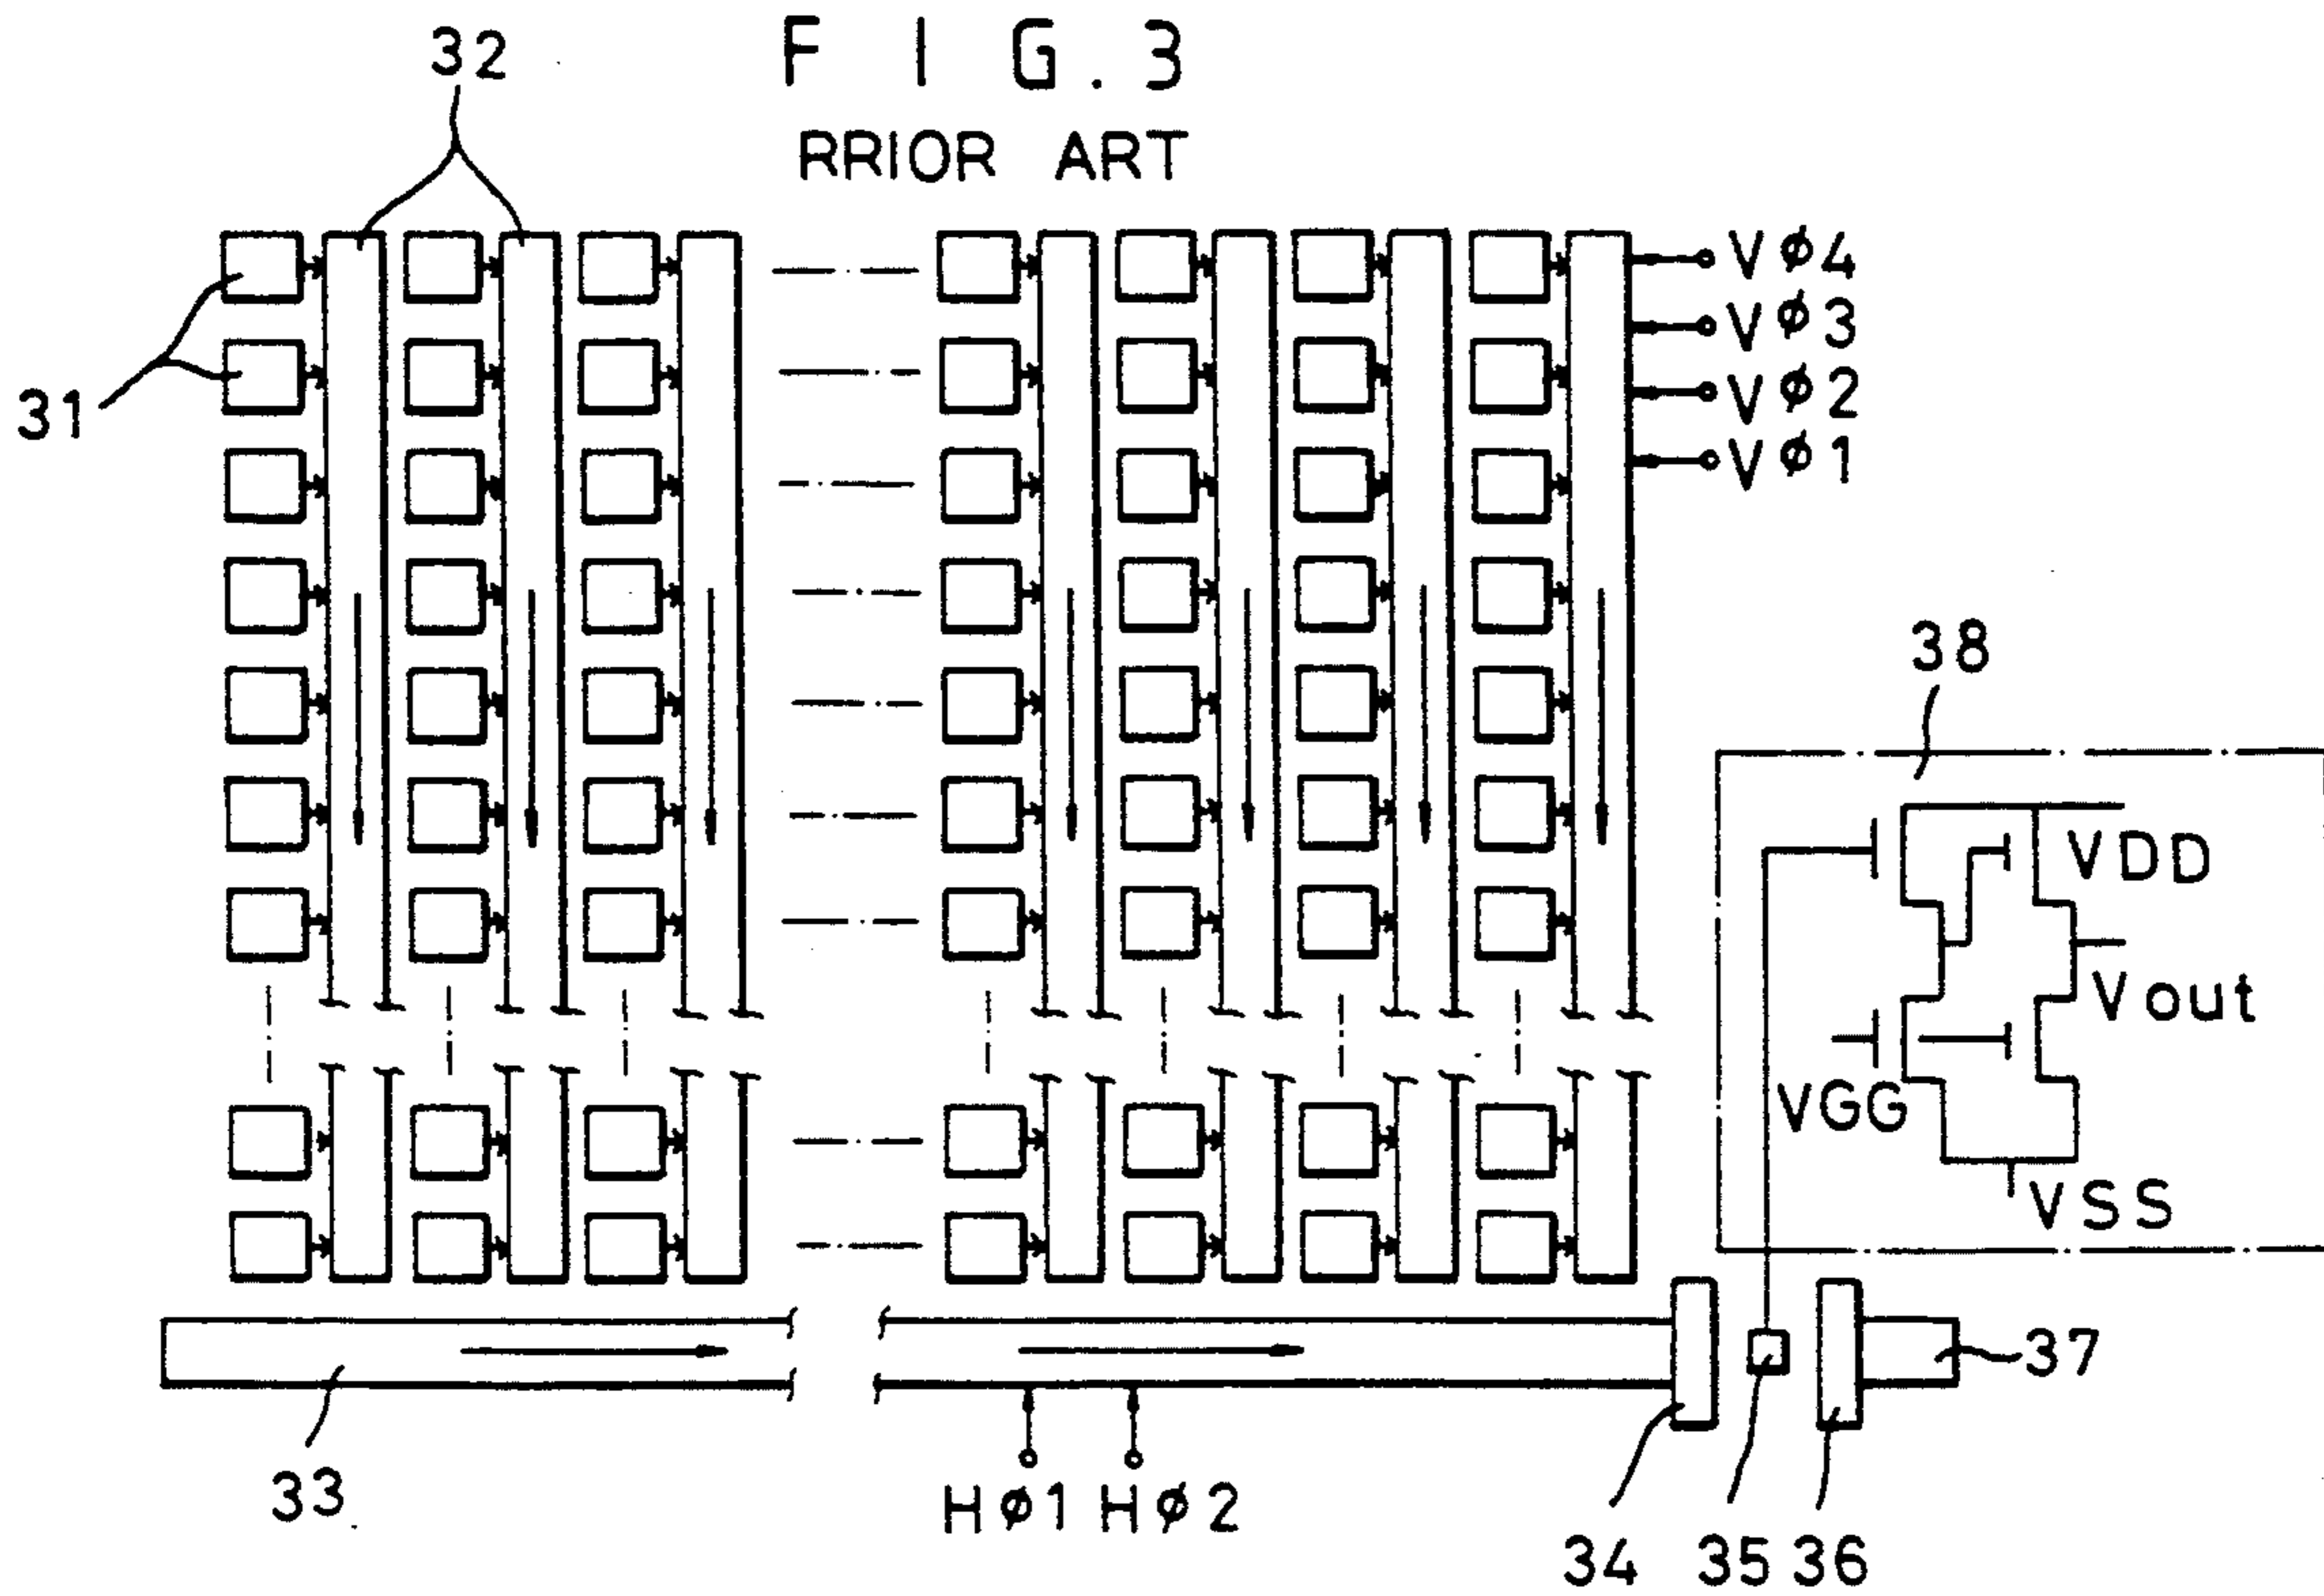 FIG.3
RRIOR ART
32
31
Vφ4
Vφ3
Vφ2
Vφ1
38
VDD
Vout
VGG
VSS
37
33
Hφ1 Hφ2
34 35 36